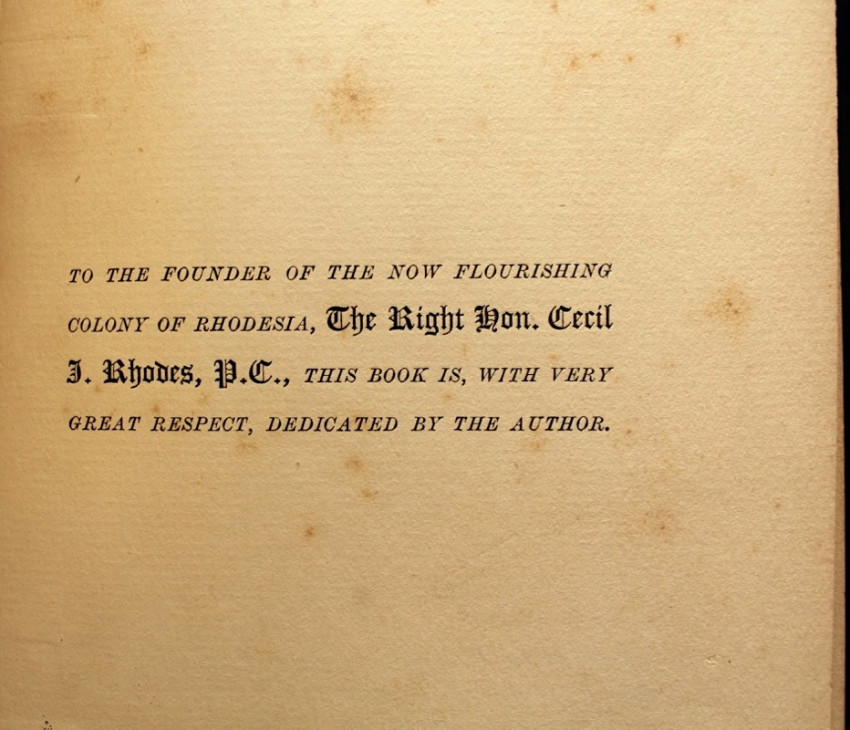 TO THE FOUNDER OF THE NOW FLOURISHING
COLONY OF RHODESIA, The Right Hon. Cecil
J. Rhodes, P.C., THIS BOOK IS, WITH VERY
GREAT RESPECT, DEDICATED BY THE AUTHOR.